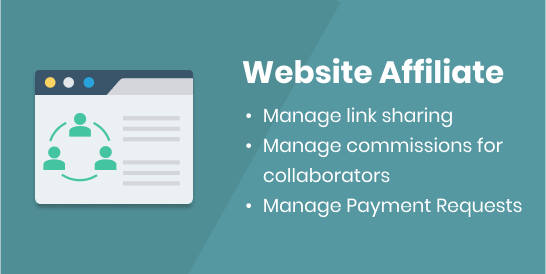 Website Affiliate
• Manage link sharing
• Manage commissions for
collaborators
• Manage Payment Requests